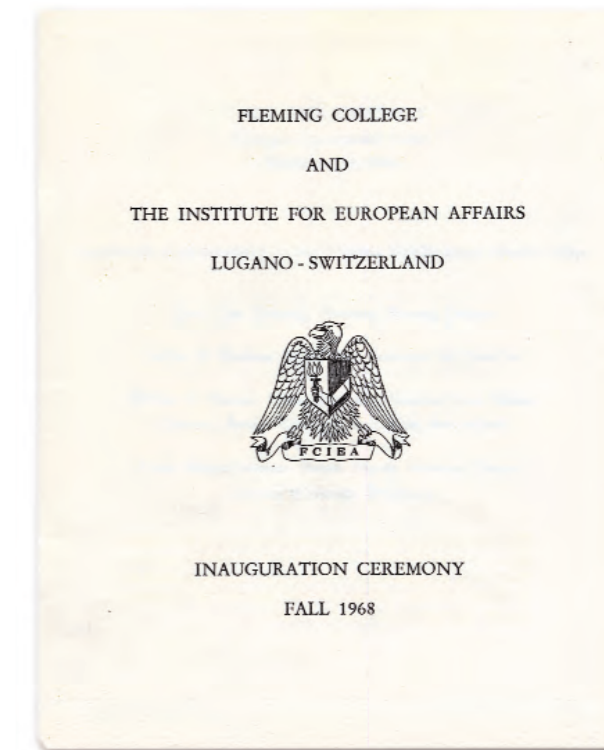 FLEMING COLLEGE
AND
THE INSTITUTE FOR EUROPEAN AFFAIRS
LUGANO - SWITZERLAND
FCIEA
INAUGURATION CEREMONY
FALL 1968